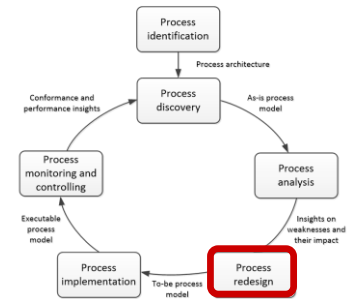 Process
identification
Process architecture
Conformance and
performance insights
Process
discovery
As-is process
model
Process
monitoring and
controlling
Process
analysis
Executable
process
model
Insights on
weaknesses and
their impact
Process
implementation
To-be process
model
Process
redesign